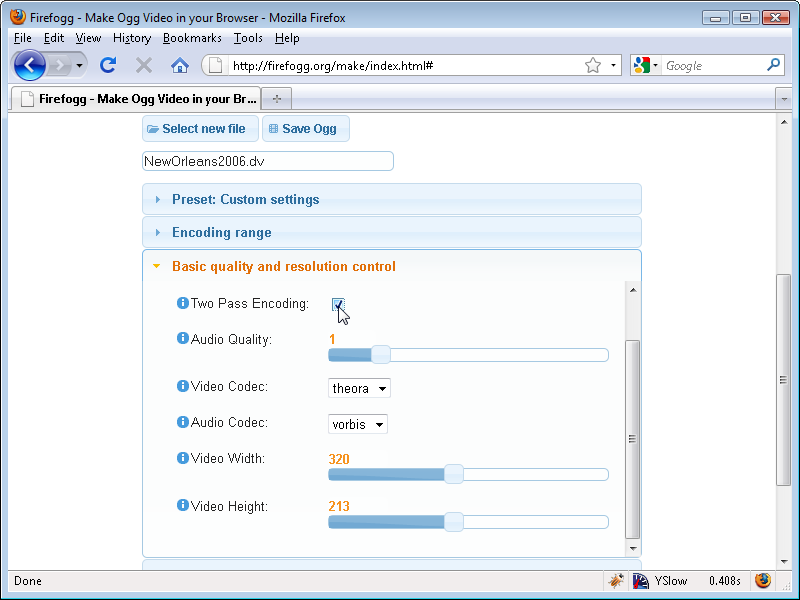 Firefogg - Make Ogg Video in your Browser - Mozilla Firefox
File Edit View History Bookmarks Tools Help
http://firefogg.org/make/index.html# Google
Firefogg - Make Ogg Video in your Br...
Select new file Save Ogg
NewOrleans2006.dv
Preset: Custom settings
Encoding range
Basic quality and resolution control
Two Pass Encoding:
Audio Quality: 1
Video Codec: theora
Audio Codec: vorbis
Video Width: 320
Video Height: 213
Done YSlow 0.408s